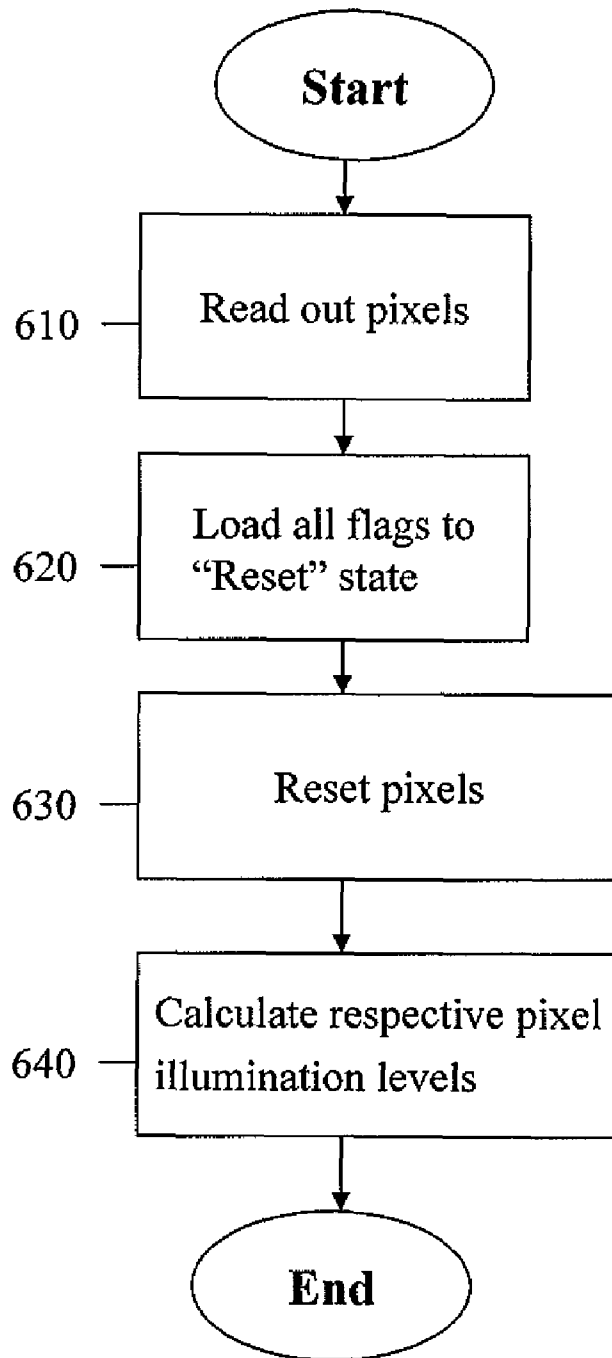 Start
610
Read out pixels
620
Load all flags to
“Reset” state
630
Reset pixels
640
Calculate respective pixel
illumination levels
End